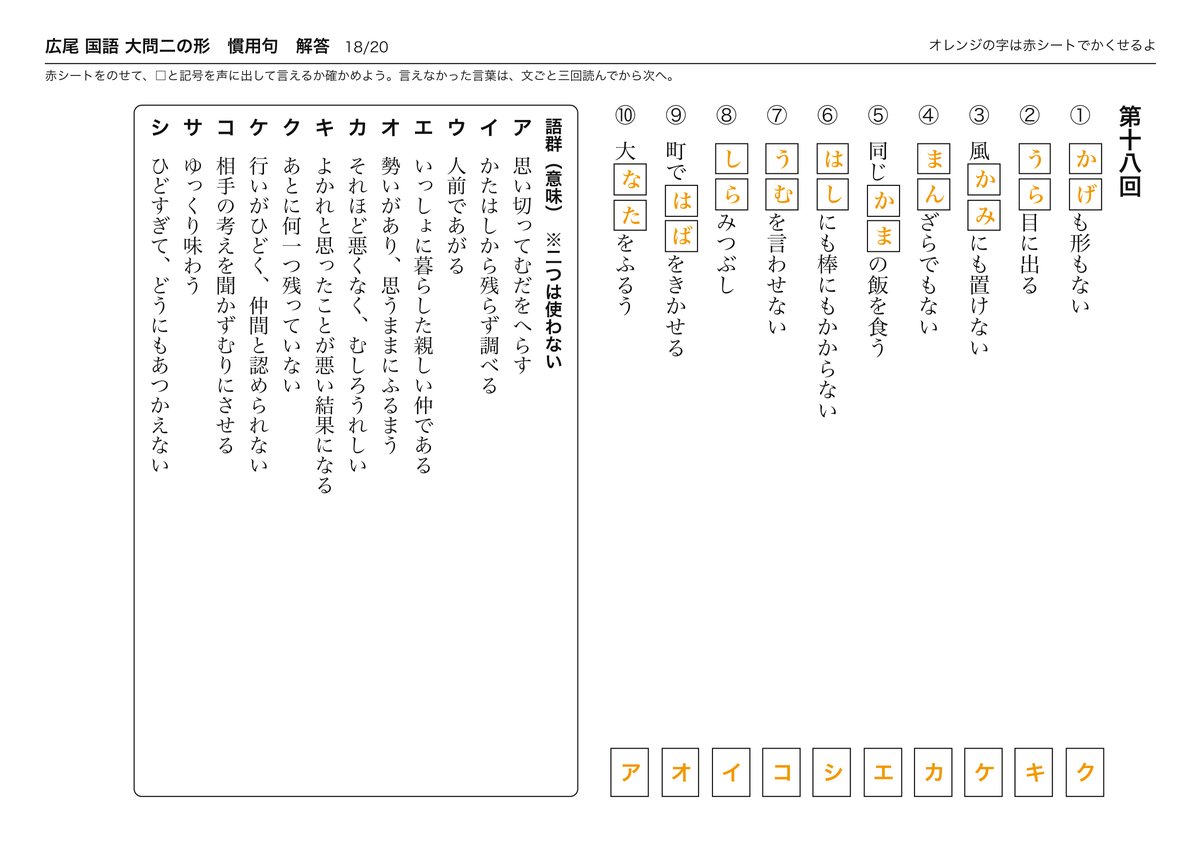 広尾 国語 大問二の形　慣用句　解答　18/20
オレンジの字は赤シートでかくせるよ
赤シートをのせて、□と記号を声に出して言えるか確かめよう。言えなかった言葉は、文ごと三回読んでから次へ。
第十八回
① かげも形もない ク
② うら目に出る キ
③ 風かみにも置けない ケ
④ まんざらでもない カ
⑤ 同じかまの飯を食う エ
⑥ はしにも棒にもかからない シ
⑦ うむを言わせない コ
⑧ しらみつぶし イ
⑨ 町ではばをきかせる オ
⑩ 大なたをふるう ア
語群（意味）　※二つは使わない
ア　思い切ってむだをへらす
イ　かたはしから残らず調べる
ウ　人前であがる
エ　いっしょに暮らした親しい仲である
オ　勢いがあり、思うままにふるまう
カ　それほど悪くなく、むしろうれしい
キ　よかれと思ったことが悪い結果になる
ク　あとに何一つ残っていない
ケ　行いがひどく、仲間と認められない
コ　相手の考えを聞かずむりにさせる
サ　ゆっくり味わう
シ　ひどすぎて、どうにもあつかえない